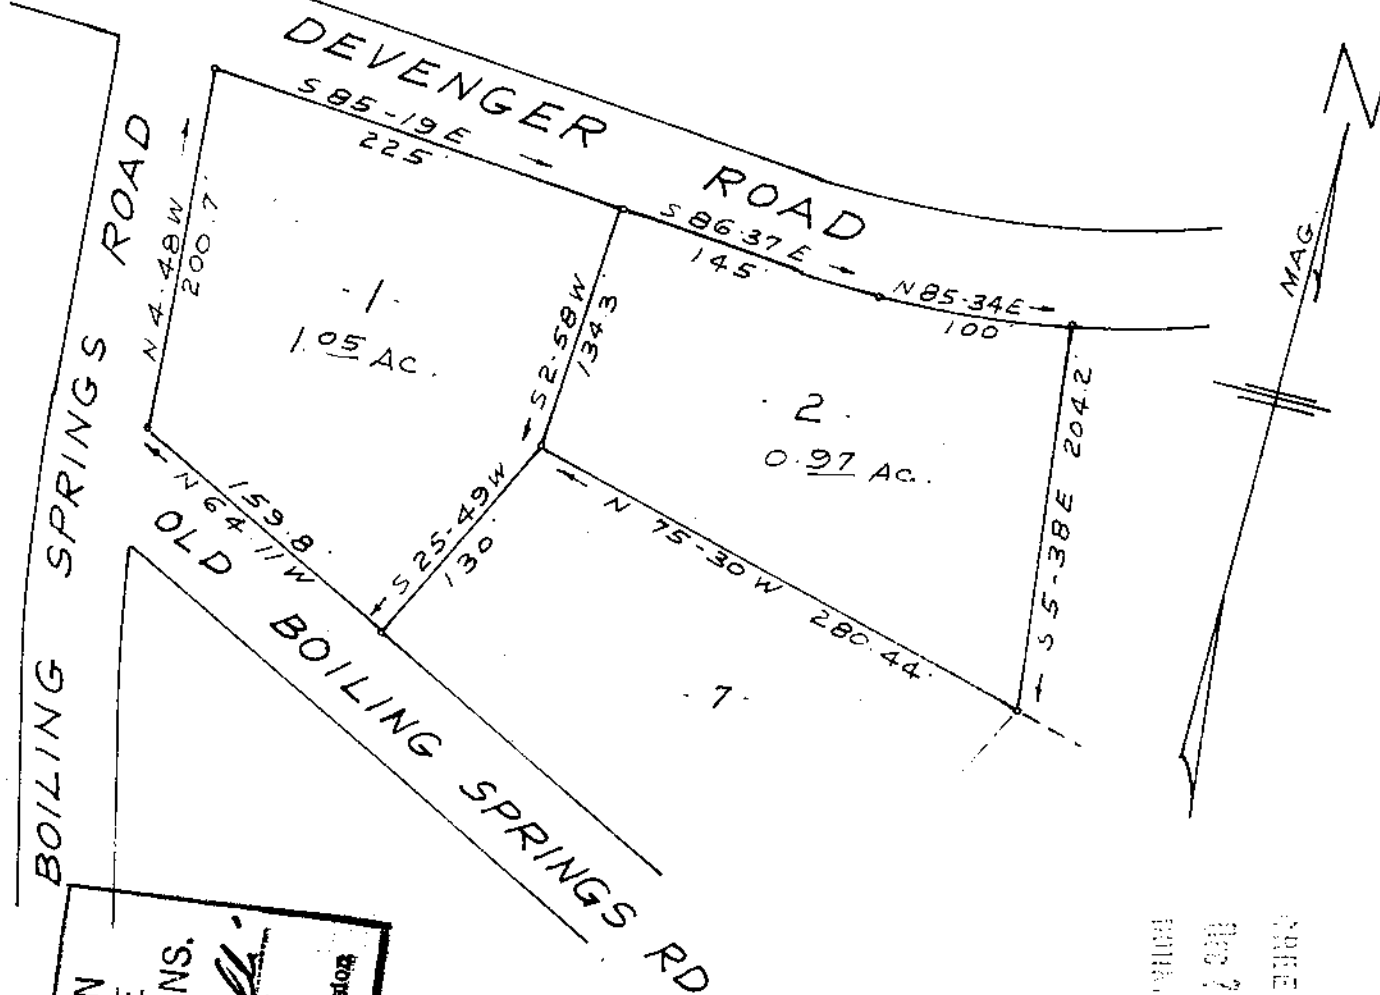 DEVENGER ROAD
S 85-19 E
225'
S 86.37 E
145'
N 85-34 E
100'
N 4.48 W
200.7'
-1-
1.05 AC.
S 2-58 W
134.3
-2-
0.97 AC.
S 5-38 E 204.2'
S 25-49 W
130'
N 75-30 W 280.44'
159.8'
N 64.11 W
-7-
OLD BOILING SPRINGS RD
BOILING SPRINGS ROAD
MAG.
N
NS.